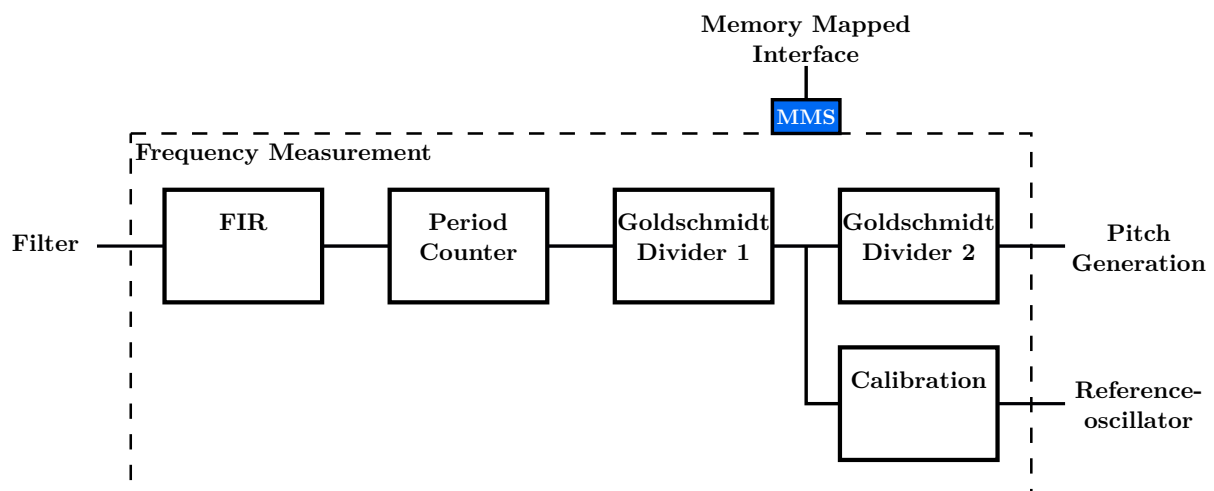 Memory Mapped
Interface
MMS
Frequency Measurement
Filter
FIR
Period
Counter
Goldschmidt
Divider 1
Goldschmidt
Divider 2
Pitch
Generation
Calibration
Reference-
oscillator